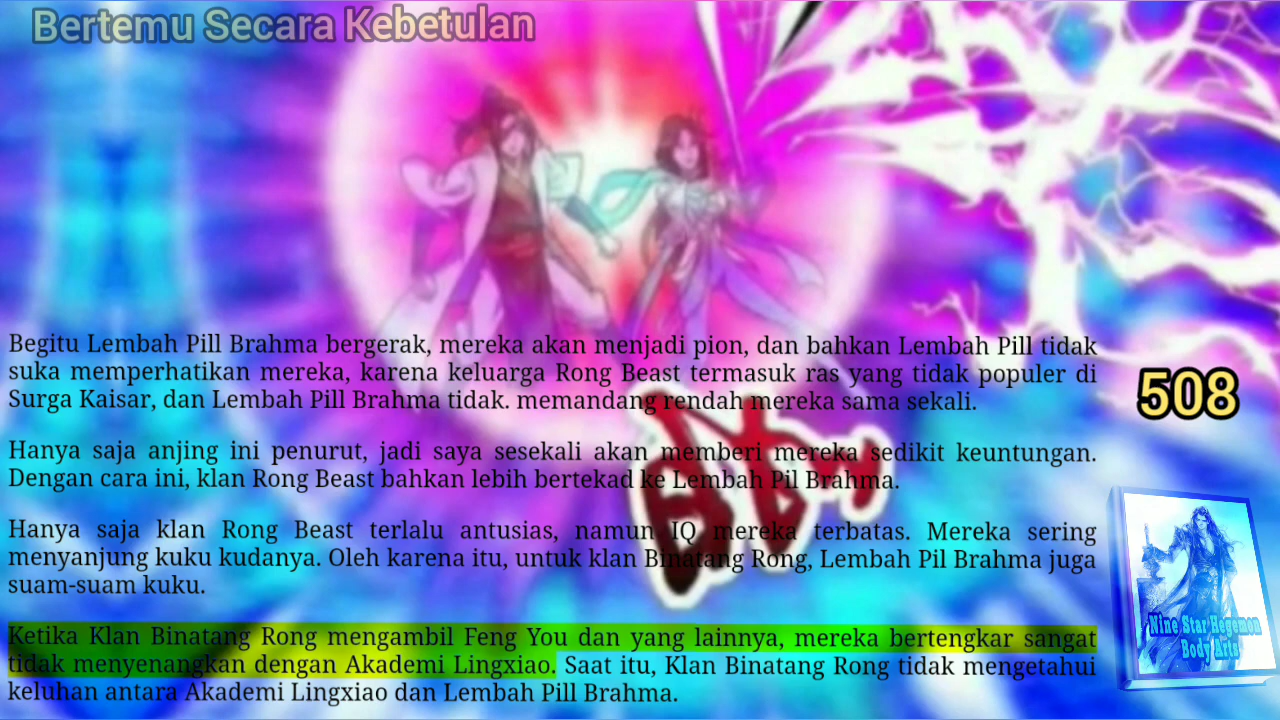 Bertemu Secara Kebetulan
Begitu Lembah Pill Brahma bergerak, mereka akan menjadi pion, dan bahkan Lembah Pill tidak
suka memperhatikan mereka, karena keluarga Rong Beast termasuk ras yang tidak populer di
Surga Kaisar, dan Lembah Pill Brahma tidak. memandang rendah mereka sama sekali.
508
Hanya saja anjing ini penurut, jadi saya sesekali akan memberi mereka sedikit keuntungan.
Dengan cara ini, klan Rong Beast bahkan lebih bertekad ke Lembah Pil Brahma.
Hanya saja klan Rong Beast terlalu antusias, namun IQ mereka terbatas. Mereka sering
menyanjung kuku kudanya. Oleh karena itu, untuk klan Binatang Rong, Lembah Pil Brahma juga
suam-suam kuku.
Ketika Klan Binatang Rong mengambil Feng You dan yang lainnya, mereka bertengkar sangat
tidak menyenangkan dengan Akademi Lingxiao. Saat itu, Klan Binatang Rong tidak mengetahui
keluhan antara Akademi Lingxiao dan Lembah Pill Brahma.
Nine Star Hegemon
Body Arts